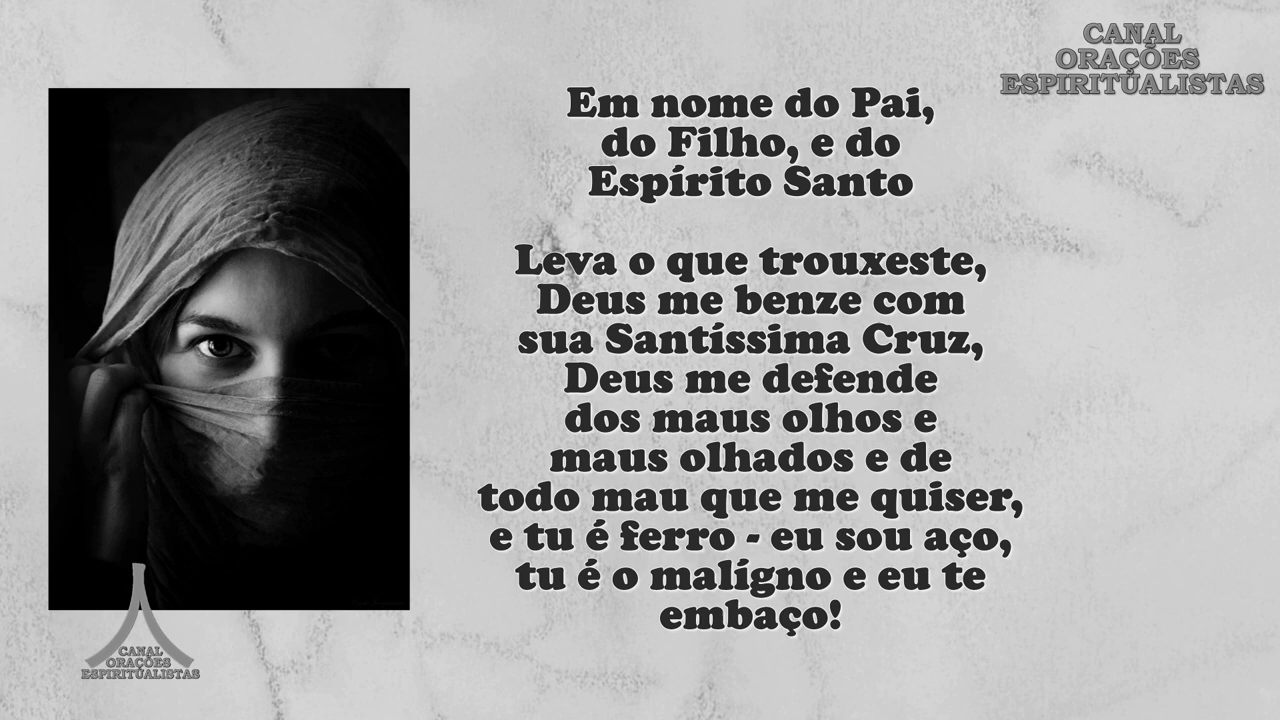 CANAL
ORAÇÕES
ESPIRITUALISTAS
Em nome do Pai,
do Filho, e do
Espírito Santo
Leva o que trouxeste,
Deus me benze com
sua Santíssima Cruz,
Deus me defende
dos maus olhos e
maus olhados e de
todo mau que me quiser,
e tu é ferro - eu sou aço,
tu é o malígno e eu te
embaço!
CANAL
ORAÇÕES
ESPIRITUALISTAS